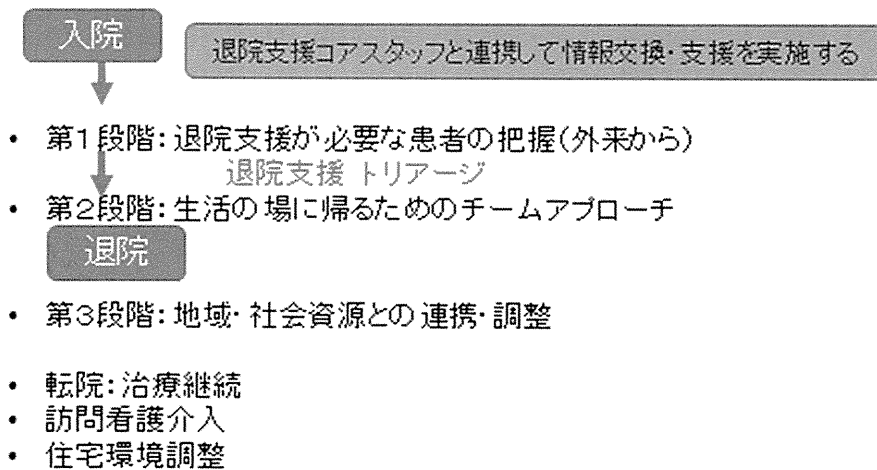 入院
退院支援コアスタッフと連携して情報交換・支援を実施する
• 第1段階：退院支援が必要な患者の把握(外来から)
退院支援 トリアージ
• 第2段階：生活の場に帰るためのチームアプローチ
退院
• 第3段階：地域・社会資源との連携・調整
• 転院：治療継続
• 訪問看護介入
• 住宅環境調整